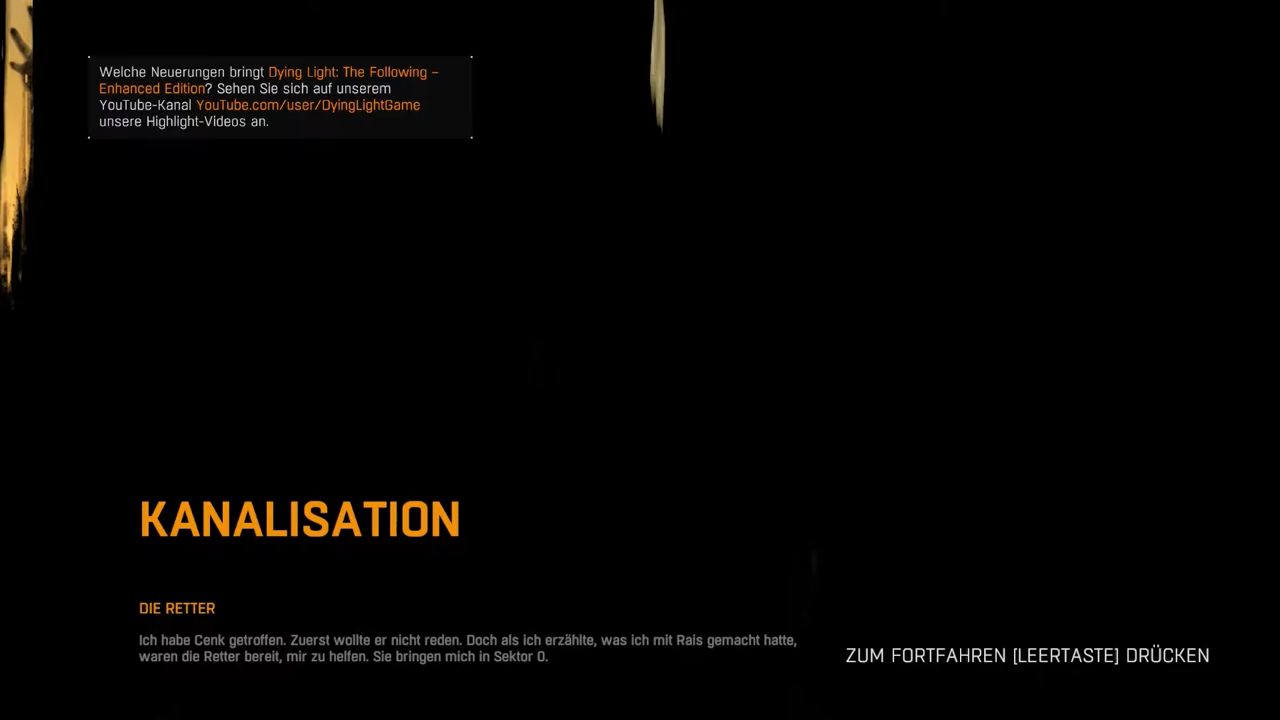 Welche Neuerungen bringt Dying Light: The Following –
Enhanced Edition? Sehen Sie sich auf unserem
YouTube-Kanal YouTube.com/user/DyingLightGame
unsere Highlight-Videos an.
KANALISATION
DIE RETTER
Ich habe Cenk getroffen. Zuerst wollte er nicht reden. Doch als ich erzählte, was ich mit Rais gemacht hatte,
waren die Retter bereit, mir zu helfen. Sie bringen mich in Sektor 0.
ZUM FORTFAHREN [LEERTASTE] DRÜCKEN